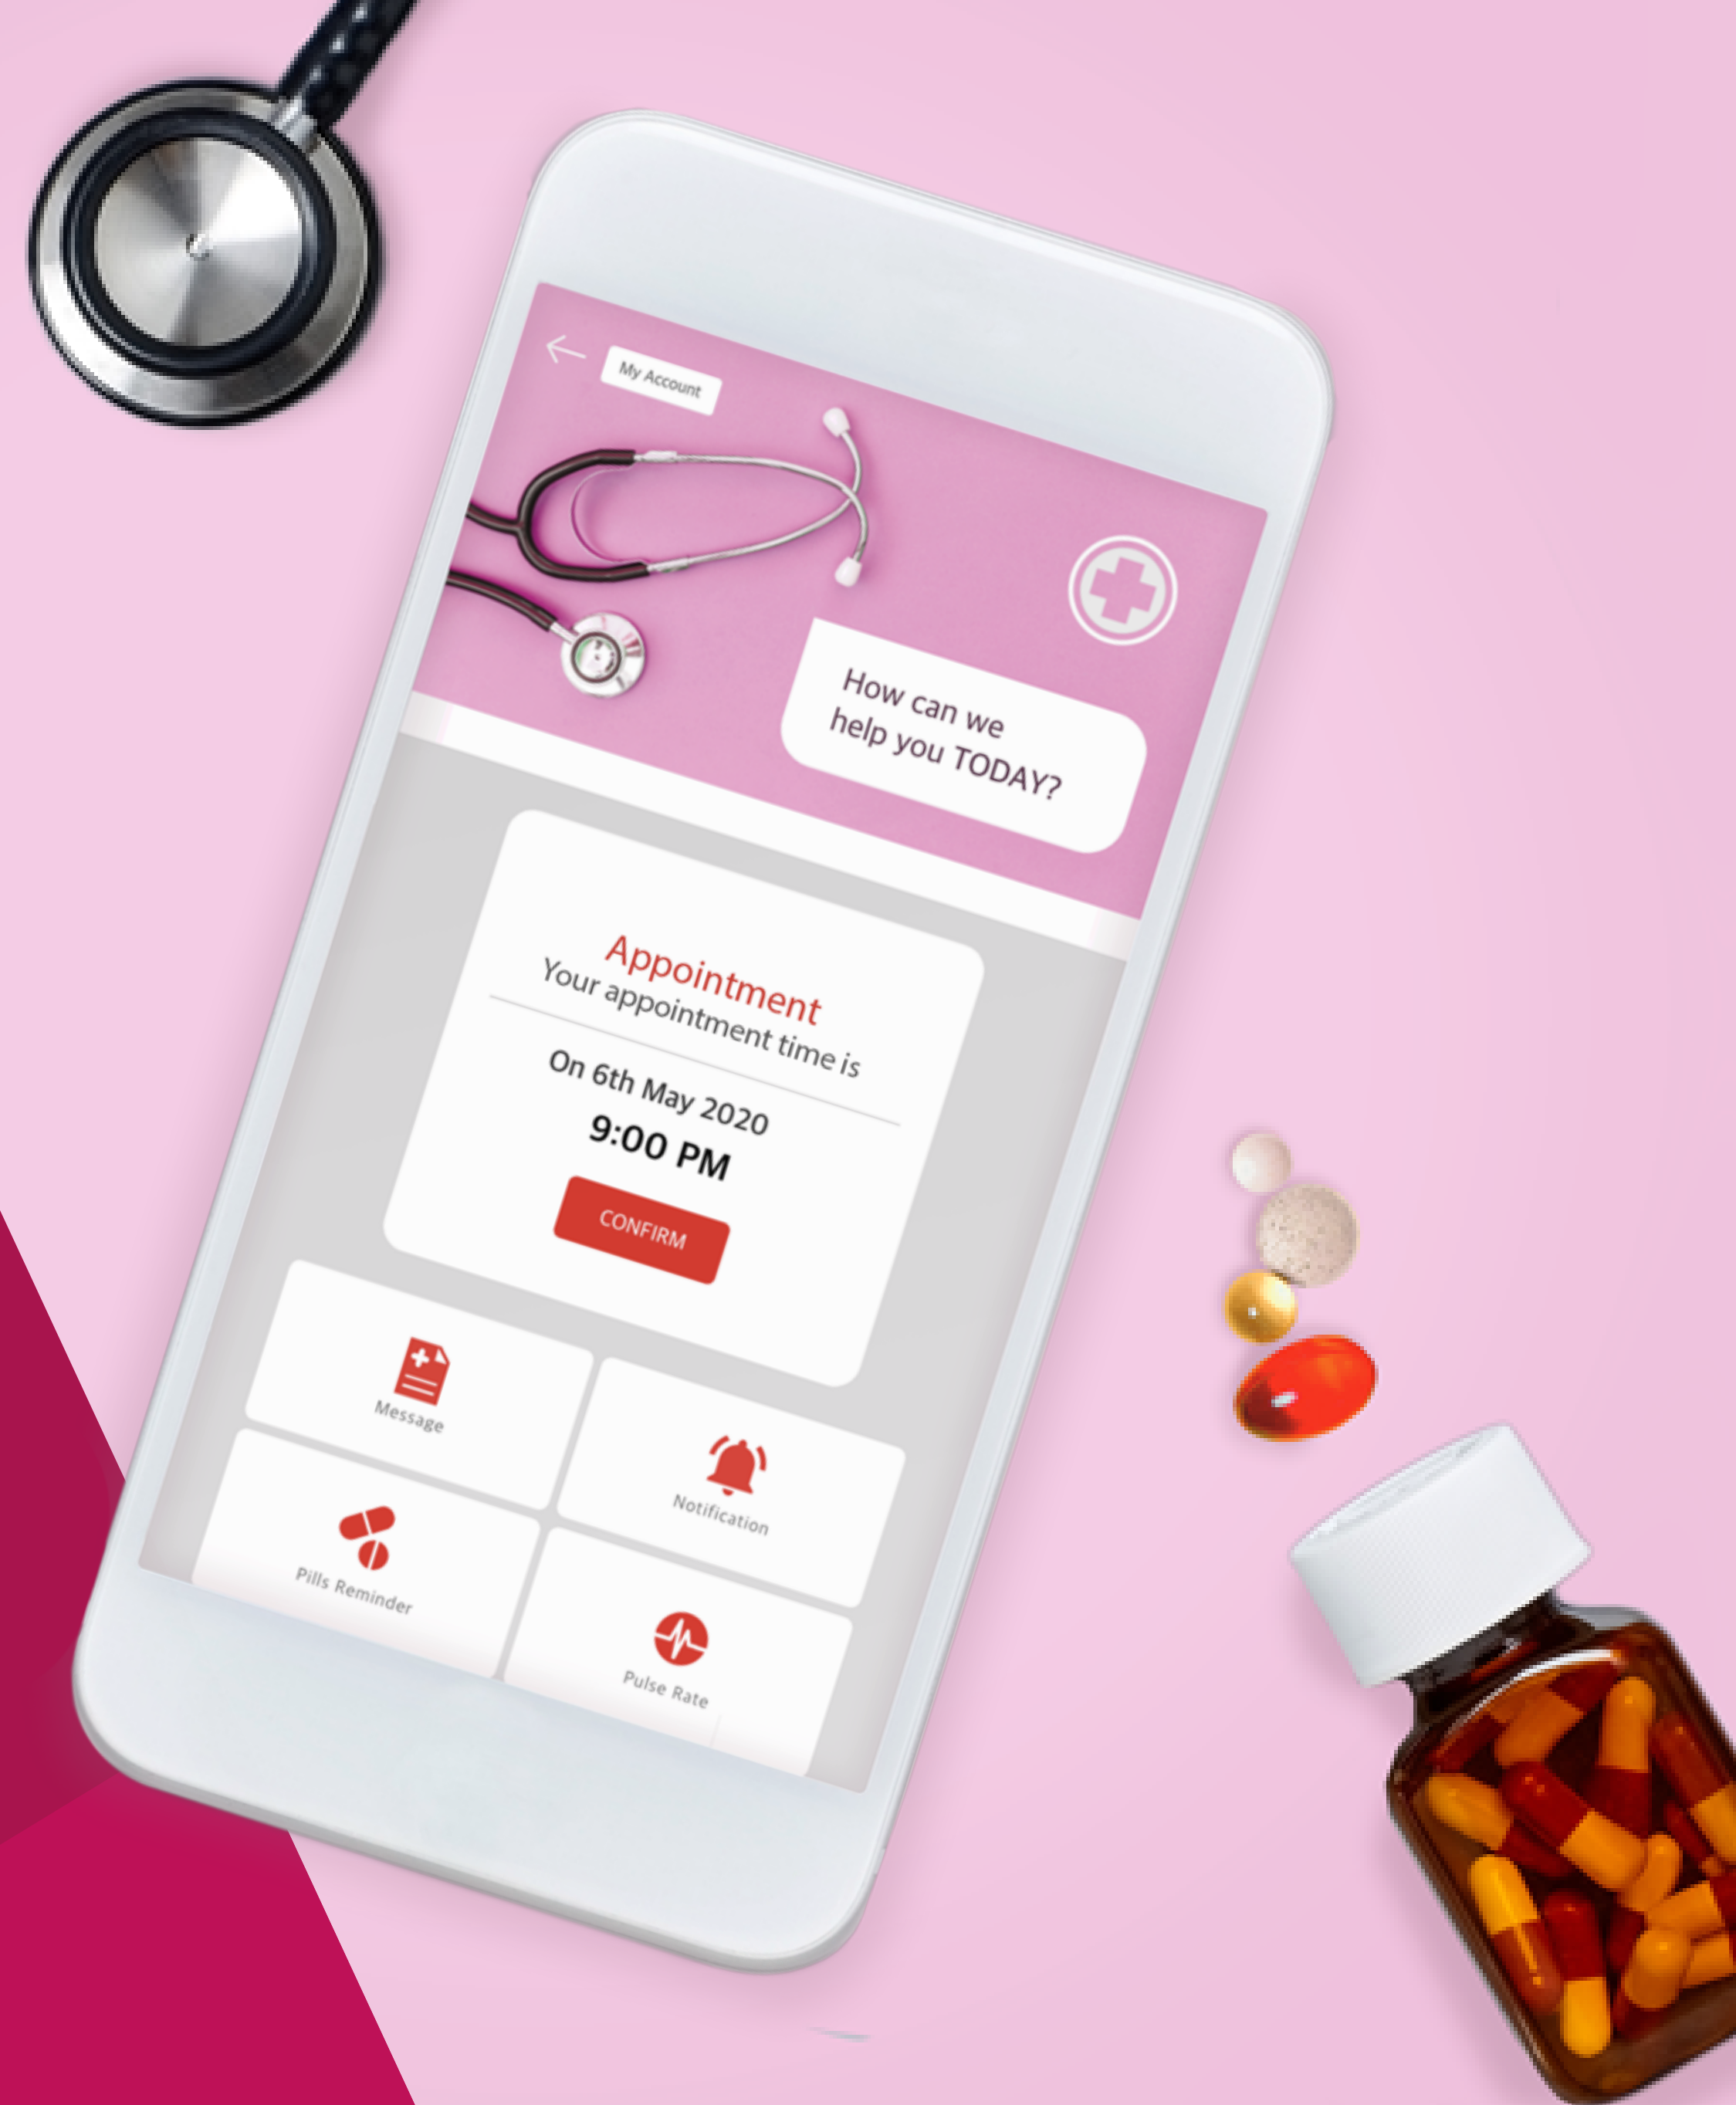 My Account
How can we
help you TODAY?
Appointment
Your appointment time is
On 6th May 2020
9:00 PM
CONFIRM
Message
Notification
Pills Reminder
Pulse Rate